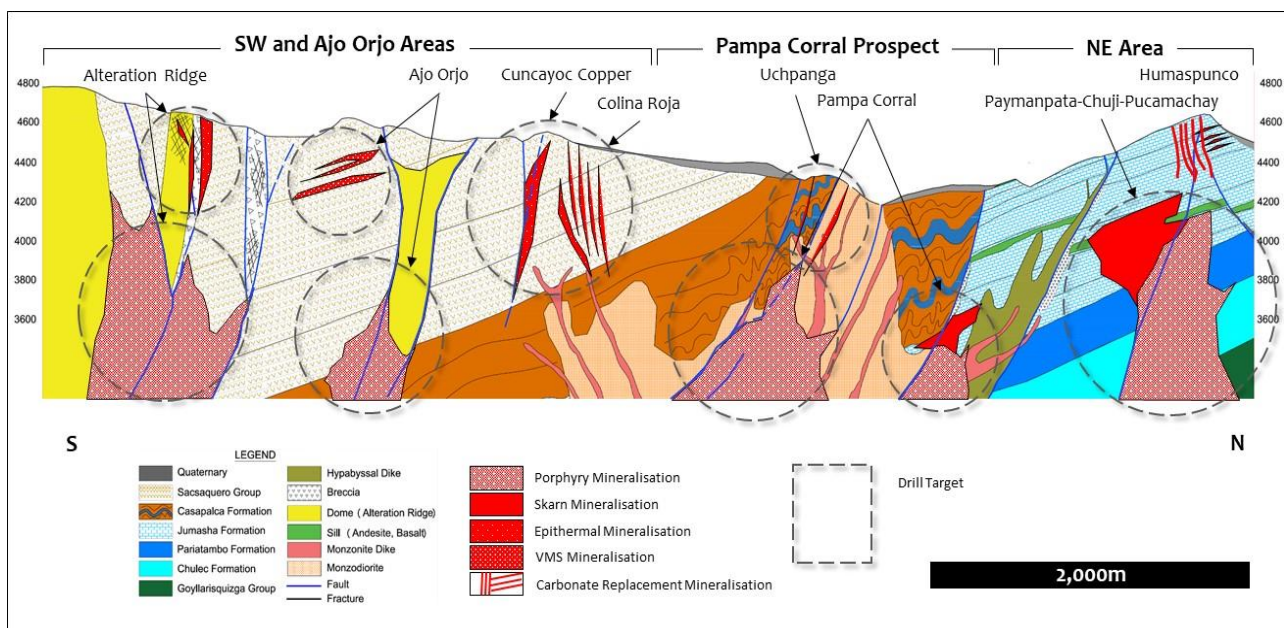 SW and Ajo Orjo Areas
Pampa Corral Prospect
NE Area
Alteration Ridge
Ajo Orjo
Cuncayoc Copper
Colina Roja
Uchpanga
Pampa Corral
Humaspunco
Paymanpata-Chuji-Pucamachay
4800
4600
4400
4200
4000
3800
3600
4800
4600
4400
4200
4000
3800
3600
S
N
LEGEND
Quaternary
Sacsaquero Group
Casapalca Formation
Jumasha Formation
Pariatambo Formation
Chulec Formation
Goyllarisquizga Group
Hypabyssal Dike
Breccia
Dome ( Alteration Ridge)
Sill ( Andesite, Basalt)
Monzonite Dike
Monzodiorite
Fault
Fracture
Porphyry Mineralisation
Skarn Mineralisation
Epithermal Mineralisation
VMS Mineralisation
Carbonate Replacement Mineralisation
Drill Target
2,000m